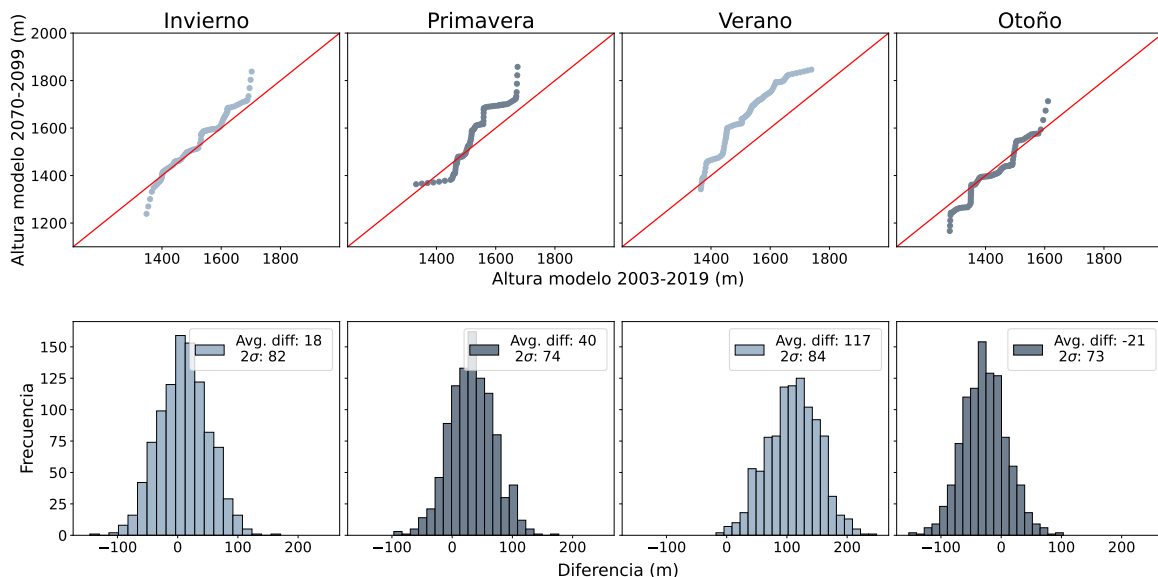 Invierno
Primavera
Verano
Otoño
Altura modelo 2070-2099 (m)
2000
1800
1600
1400
1200
1400 1600 1800
1400 1600 1800
1400 1600 1800
1400 1600 1800
Altura modelo 2003-2019 (m)
Frecuencia
150
125
100
75
50
25
0
Avg. diff: 18
2σ: 82
Avg. diff: 40
2σ: 74
Avg. diff: 117
2σ: 84
Avg. diff: -21
2σ: 73
−100 0 100 200
−100 0 100 200
−100 0 100 200
−100 0 100 200
Diferencia (m)